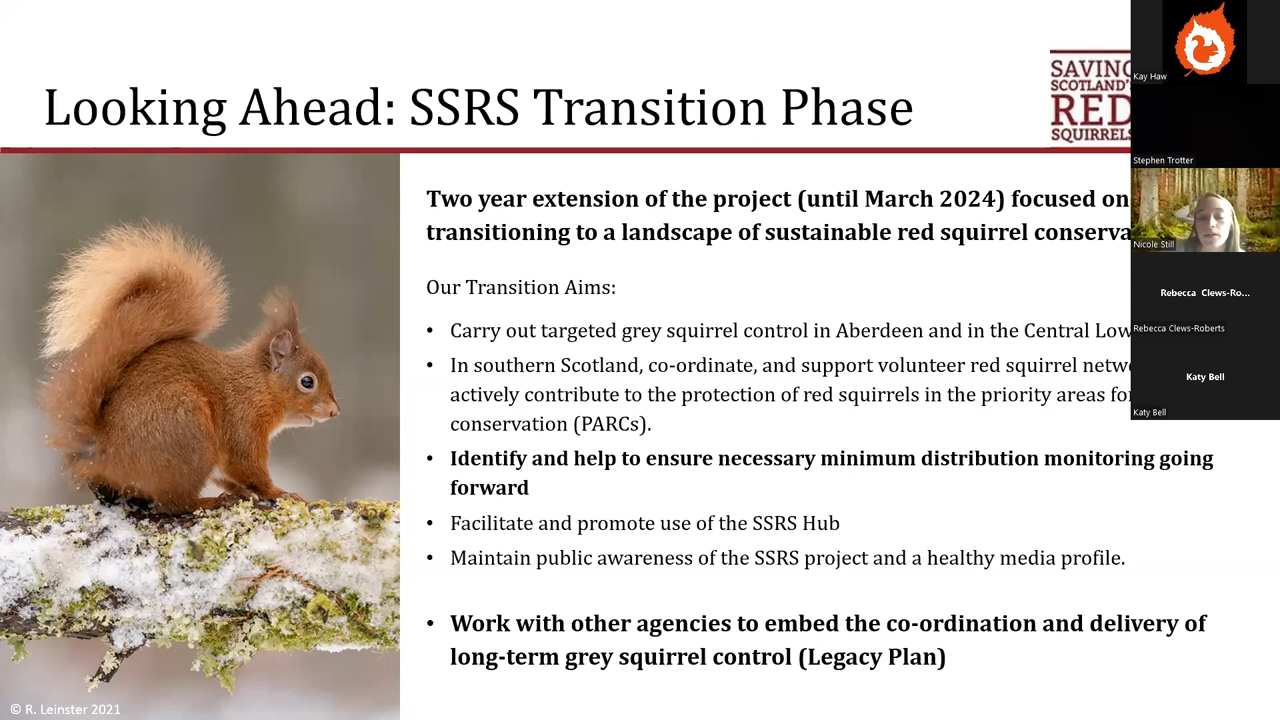 Looking Ahead: SSRS Transition Phase
SAVING
SCOTLAND'S
RED
SQUIRRELS
Two year extension of the project (until March 2024) focused on
transitioning to a landscape of sustainable red squirrel
Our Transition Aims:
• Carry out targeted grey squirrel control in Aberdeen and in the Central
• In southern Scotland, co-ordinate, and support volunteer red squirrel
actively contribute to the protection of red squirrels in the priority areas for
conservation (PARCs).
• Identify and help to ensure necessary minimum distribution monitoring going
forward
• Facilitate and promote use of the SSRS Hub
• Maintain public awareness of the SSRS project and a healthy media profile.
• Work with other agencies to embed the co-ordination and delivery of
long-term grey squirrel control (Legacy Plan)
© R. Leinster 2021
Kay Haw
Stephen Trotter
Nicole Still
Rebecca Clews-Ro...
Rebecca Clews-Roberts
Katy Bell
Katy Bell